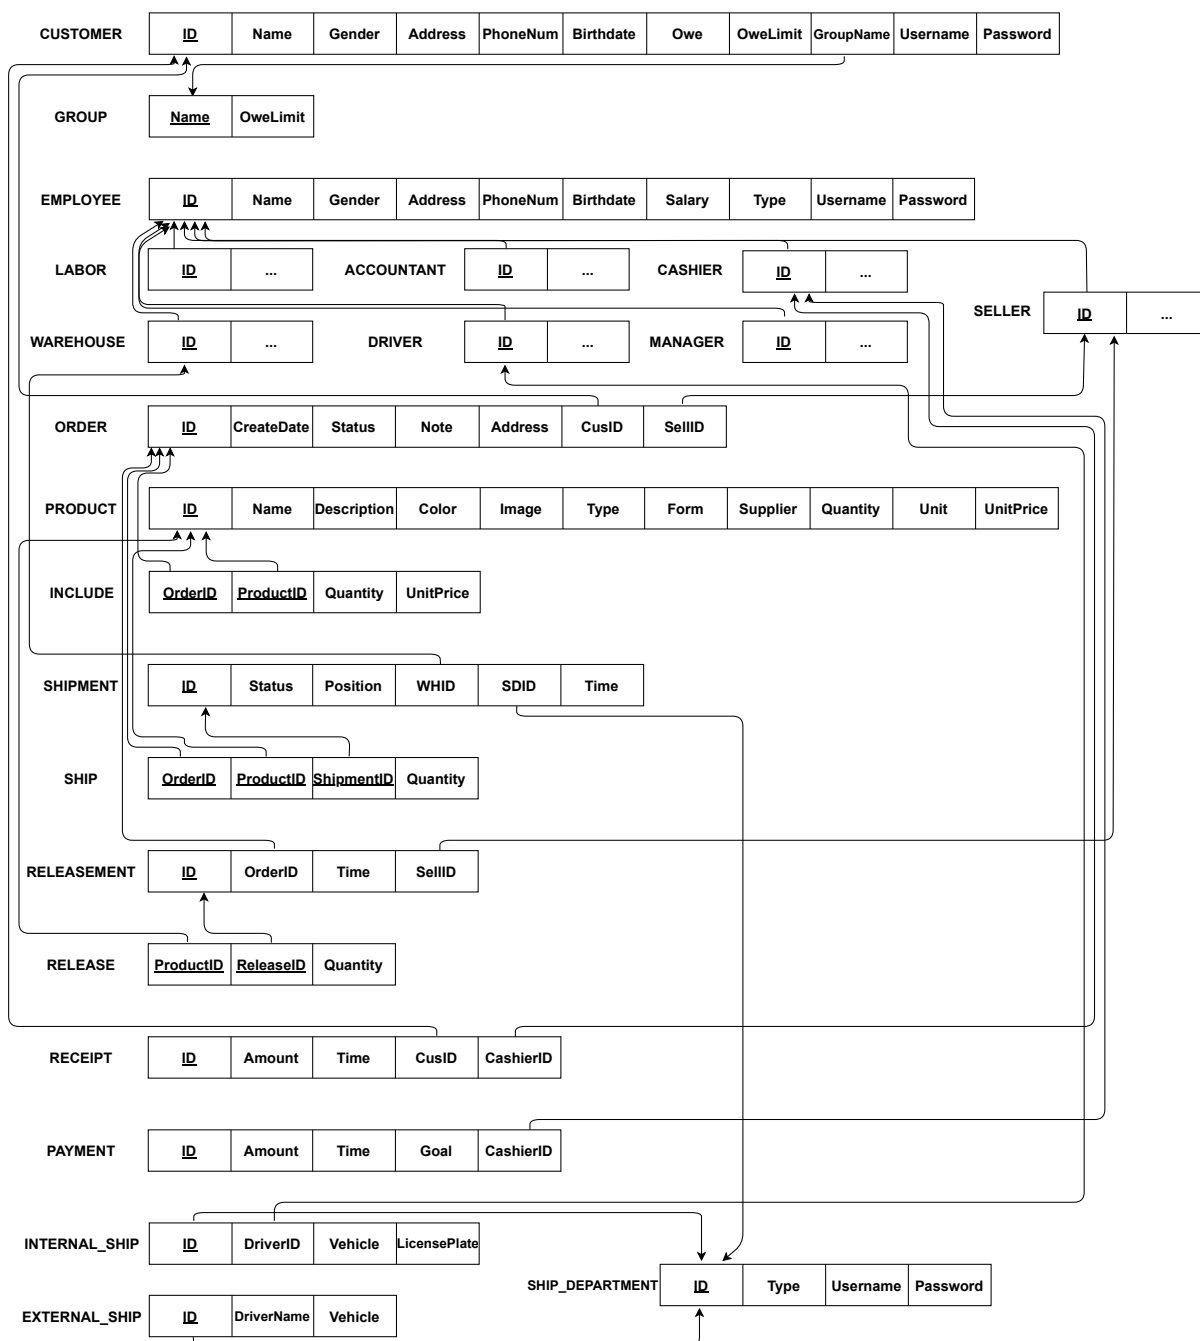 CUSTOMER ID Name Gender Address PhoneNum Birthdate Owe OweLimit GroupName Username Password
GROUP Name OweLimit
EMPLOYEE ID Name Gender Address PhoneNum Birthdate Salary Type Username Password
LABOR ID ... ACCOUNTANT ID ... CASHIER ID ...
SELLER ID ...
WAREHOUSE ID ... DRIVER ID ... MANAGER ID ...
ORDER ID CreateDate Status Note Address CusID SellID
PRODUCT ID Name Description Color Image Type Form Supplier Quantity Unit UnitPrice
INCLUDE OrderID ProductID Quantity UnitPrice
SHIPMENT ID Status Position WHID SDID Time
SHIP OrderID ProductID ShipmentID Quantity
RELEASEMENT ID OrderID Time SellID
RELEASE ProductID ReleaseID Quantity
RECEIPT ID Amount Time CusID CashierID
PAYMENT ID Amount Time Goal CashierID
INTERNAL_SHIP ID DriverID Vehicle LicensePlate
SHIP_DEPARTMENT ID Type Username Password
EXTERNAL_SHIP ID DriverName Vehicle